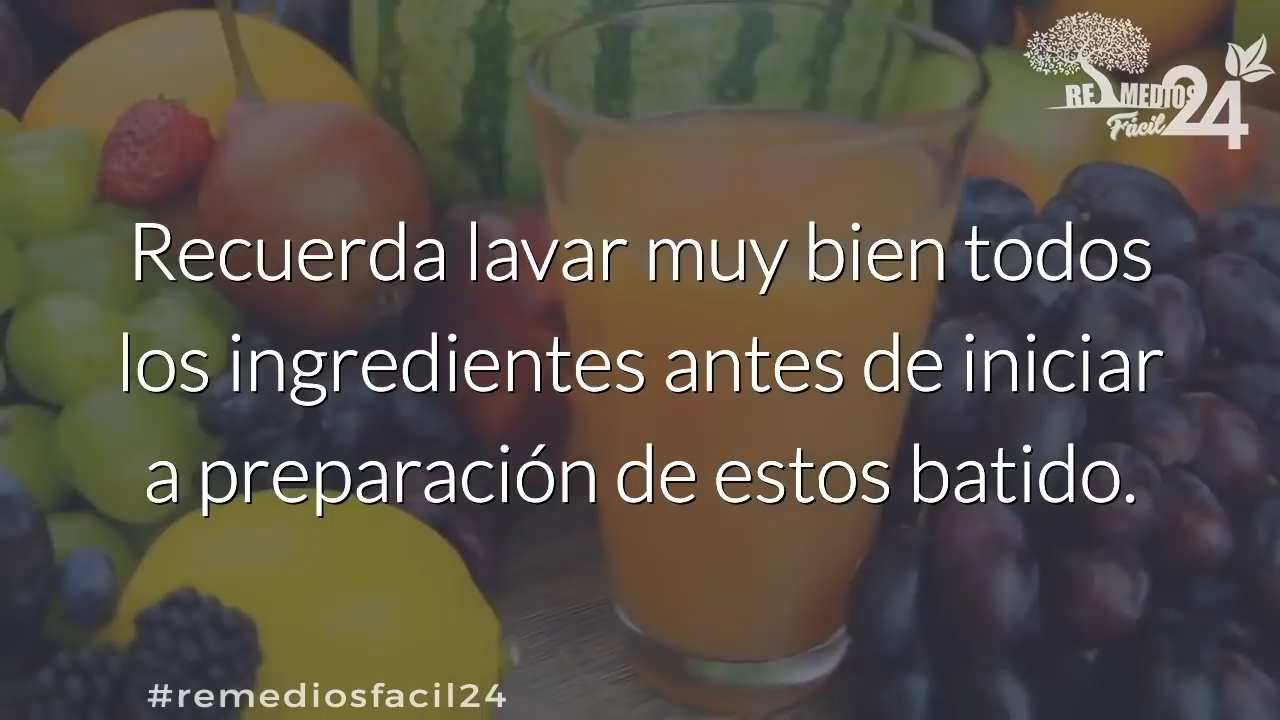 REMEDIOS
Fácil 24
Recuerda lavar muy bien todos
los ingredientes antes de iniciar
a preparación de estos batido.
#remediosfacil24